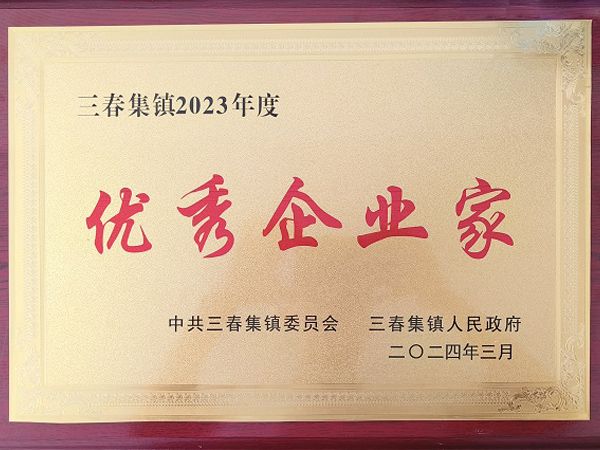 三春集镇2023年度
优秀企业家
中共三春集镇委员会 三春集镇人民政府
二〇二四年三月